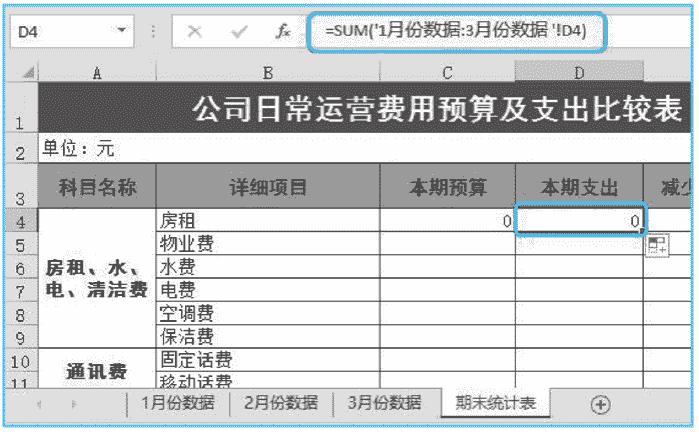 D4 fx =SUM('1月份数据:3月份数据 '!D4)
A B C D
1 公司日常运营费用预算及支出比较表
2 单位：元
3 科目名称 详细项目 本期预算 本期支出 减少
4 房租 0 0
5 物业费
6 房租、水、 水费
7 电、清洁费 电费
8 空调费
9 保洁费
10 通讯费 固定话费
11 移动话费
1月份数据 2月份数据 3月份数据 期末统计表